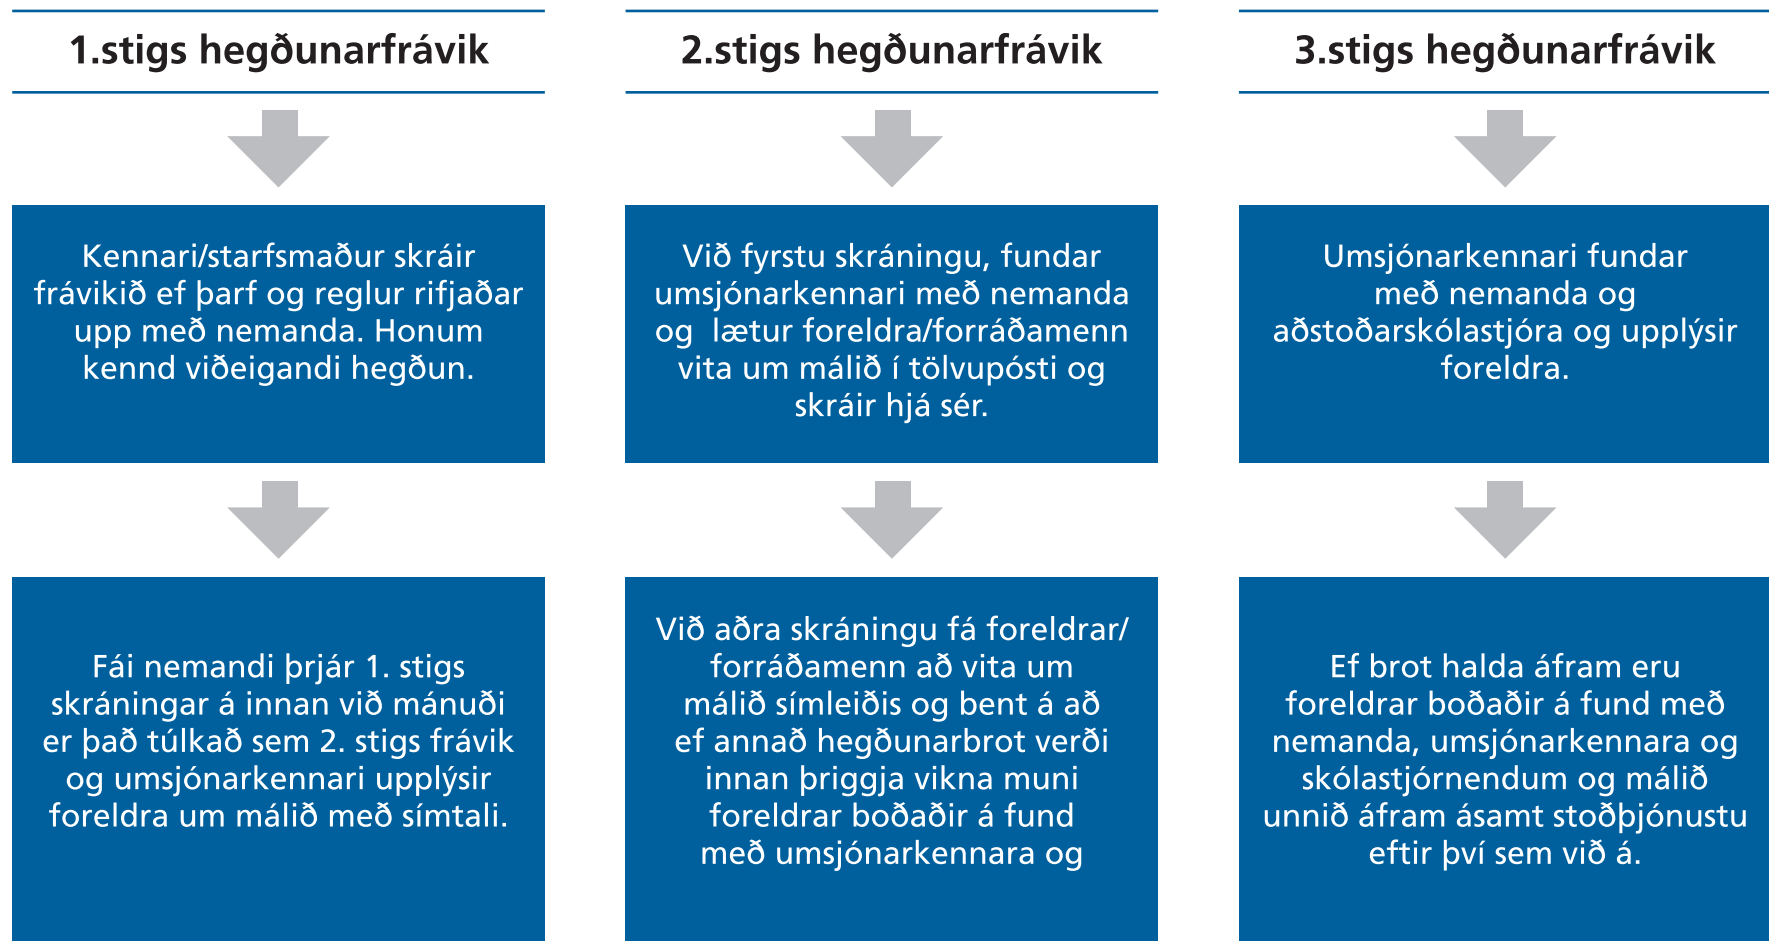 1.stigs hegðunarfrávik
Kennari/starfsmaður skráir
frávikið ef þarf og reglur rifjaðar
upp með nemanda. Honum
kennd viðeigandi hegðun.
Fái nemandi þrjár 1. stigs
skráningar á innan við mánuði
er það túlkað sem 2. stigs frávik
og umsjónarkennari upplýsir
foreldra um málið með símtali.
2.stigs hegðunarfrávik
Við fyrstu skráningu, fundar
umsjónarkennari með nemanda
og  lætur foreldra/forráðamenn
vita um málið í tölvupósti og
skráir hjá sér.
Við aðra skráningu fá foreldrar/
forráðamenn að vita um
málið símleiðis og bent á að
ef annað hegðunarbrot verði
innan þriggja vikna muni
foreldrar boðaðir á fund
með umsjónarkennara og
3.stigs hegðunarfrávik
Umsjónarkennari fundar
með nemanda og
aðstoðarskólastjóra og upplýsir
foreldra.
Ef brot halda áfram eru
foreldrar boðaðir á fund með
nemanda, umsjónarkennara og
skólastjórnendum og málið
unnið áfram ásamt stoðþjónustu
eftir því sem við á.